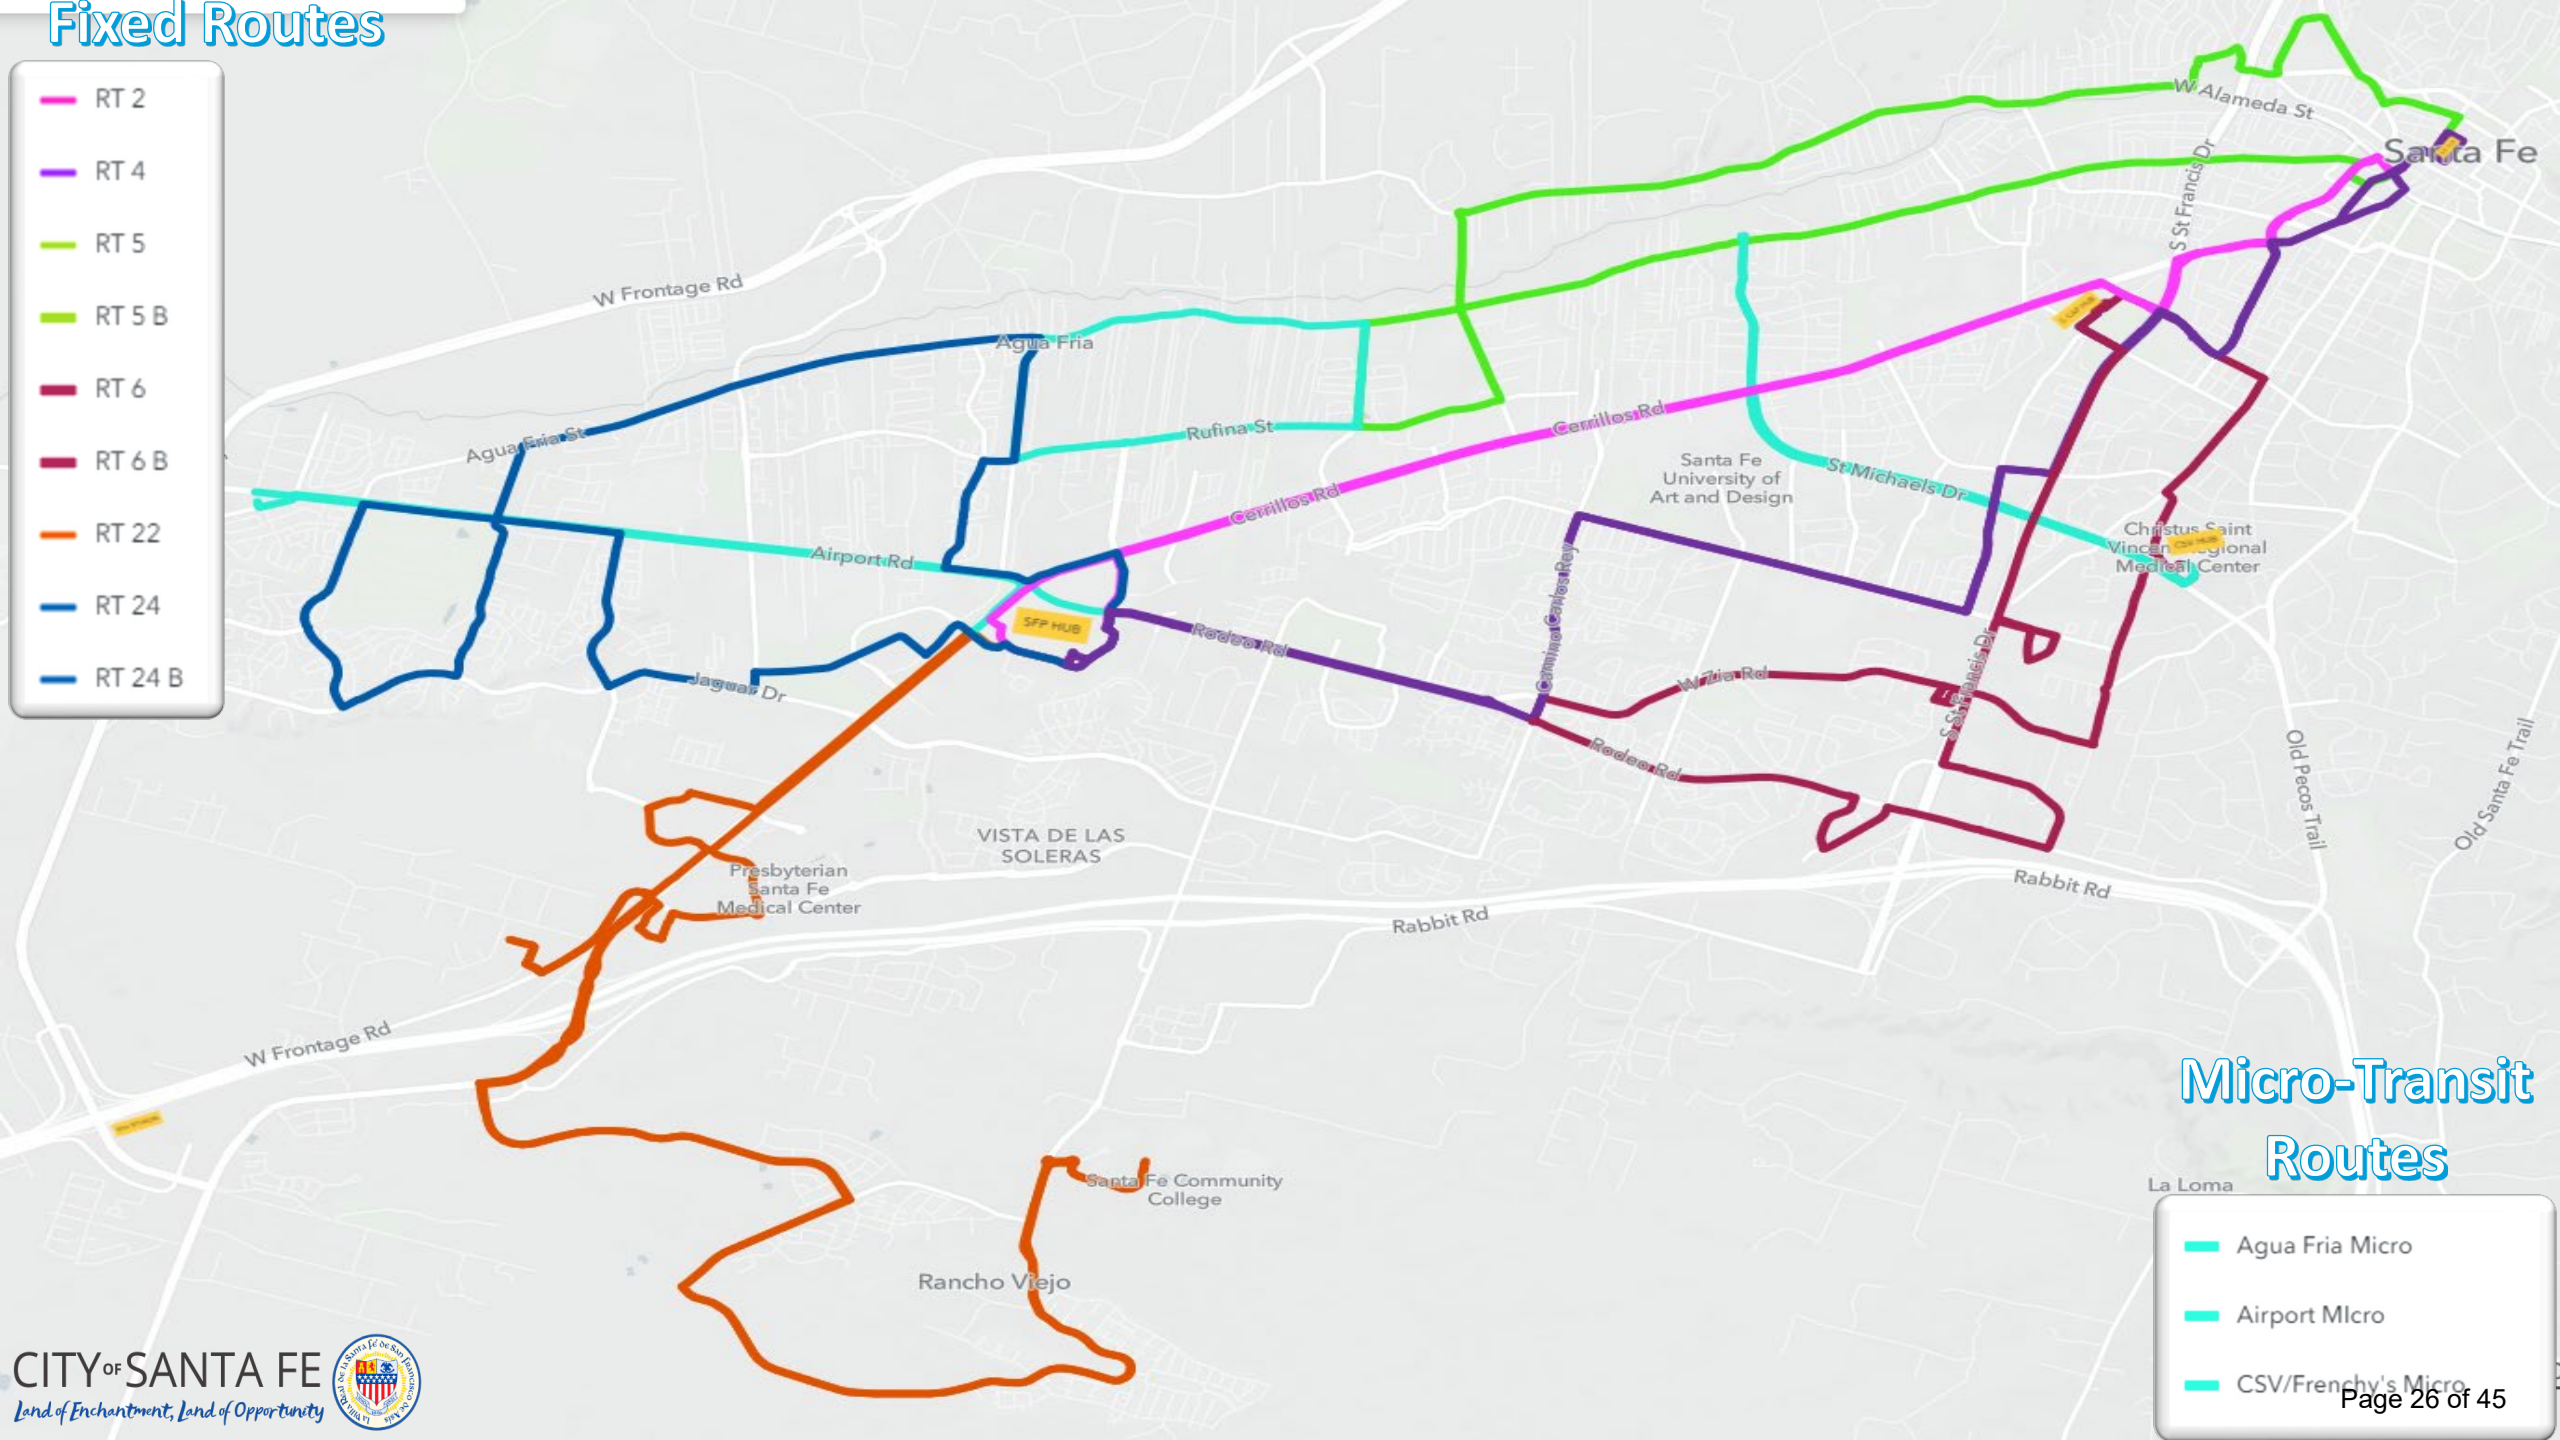 Fixed Routes
RT 2
RT 4
RT 5
RT 5 B
RT 6
RT 6 B
RT 22
RT 24
RT 24 B
W Alameda St
Santa Fe
S St Francis Dr
W Frontage Rd
Agua Fria
Agua Fria St
Rufina St
Cerrillos Rd
Cerrillos Rd
Santa Fe
University of
Art and Design
St Michaels Dr
Christus Saint
Vincent Regional
Medical Center
CSV HUB
Airport Rd
SFP HUB
Rodeo Rd
Camino Carlos Rey
W Zia Rd
S St Francis Dr
Jaguar Dr
Rodeo Rd
Old Pecos Trail
Old Santa Fe Trail
VISTA DE LAS
SOLERAS
Presbyterian
Santa Fe
Medical Center
Rabbit Rd
Rabbit Rd
W Frontage Rd
Santa Fe Community
College
Rancho Viejo
La Loma
Micro-Transit
Routes
Agua Fria Micro
Airport MIcro
CSV/Frenchy's Micro
Page 26 of 45
CITY OF SANTA FE
Land of Enchantment, Land of Opportunity